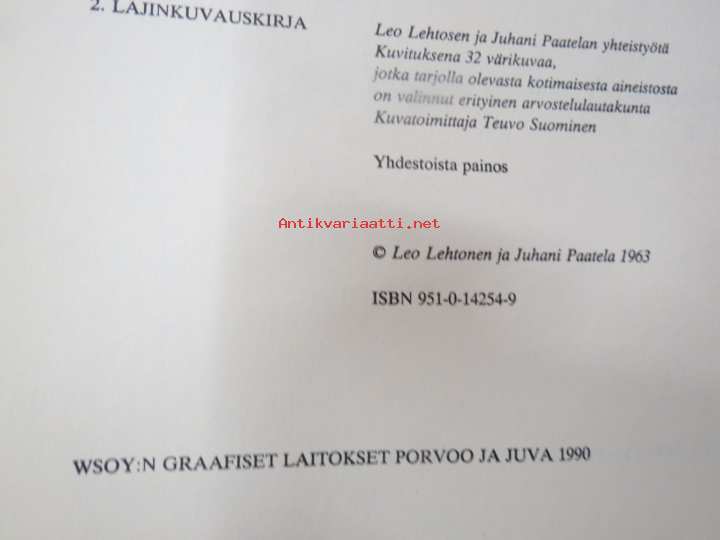 2. LAJINKUVAUSKIRJA
Leo Lehtosen ja Juhani Paatelan yhteistyötä
Kuvituksena 32 värikuvaa,
jotka tarjolla olevasta kotimaisesta aineistosta
on valinnut erityinen arvostelulautakunta
Kuvatoimittaja Teuvo Suominen
Yhdestoista painos
Antikvariaatti.net
© Leo Lehtonen ja Juhani Paatela 1963
ISBN 951-0-14254-9
WSOY:N GRAAFISET LAITOKSET PORVOO JA JUVA 1990